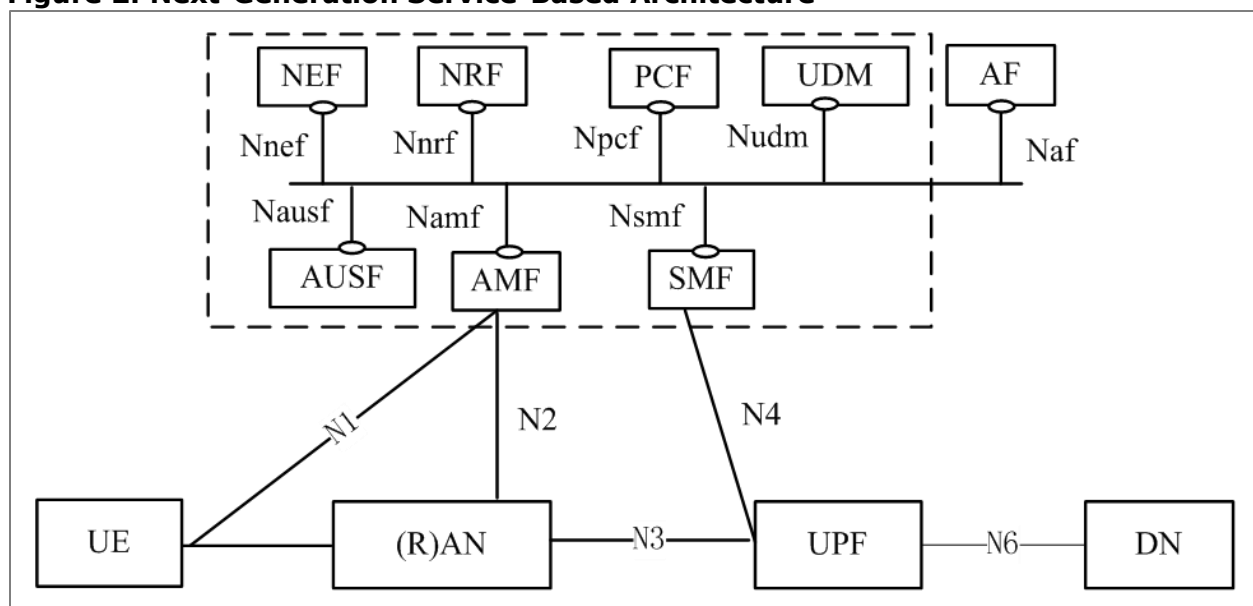 Figure 2: Next Generation Service-Based Architecture
NEF
NRF
PCF
UDM
AF
Nnef
Nnrf
Npcf
Nudm
Naf
Nausf
Namf
Nsmf
AUSF
AMF
SMF
N1
N2
N4
UE
(R)AN
N3
UPF
N6
DN